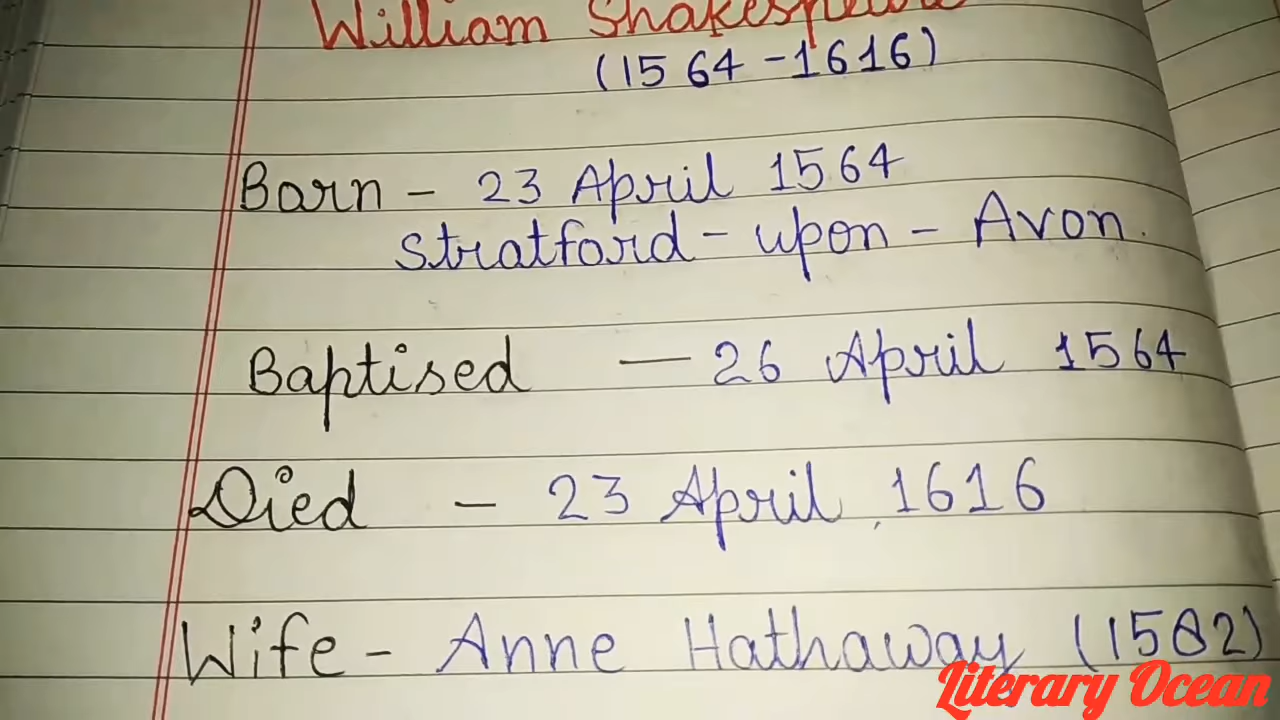 William Shakespeare
(1564-1616)
Born - 23 April 1564
Stratford - upon - Avon.
Baptised — 26 April 1564
Died - 23 April 1616
Wife - Anne Hathaway (1582)
Literary Ocean